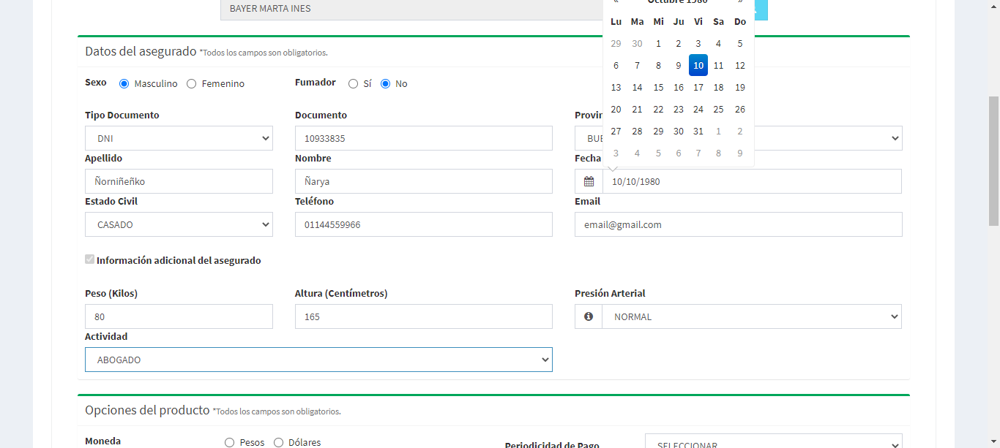 BAYER MARTA INES
« Octubre 1980 »
Lu Ma Mi Ju Vi Sa Do
29 30 1 2 3 4 5
6 7 8 9 10 11 12
13 14 15 16 17 18 19
20 21 22 23 24 25 26
27 28 29 30 31 1 2
3 4 5 6 7 8 9
Datos del asegurado *Todos los campos son obligatorios.
Sexo Masculino Femenino Fumador Sí No
Tipo Documento Documento
DNI 10933835
Apellido Nombre Fecha
Ñorniñeñko Ñarya 10/10/1980
Estado Civil Teléfono Email
CASADO 01144559966 email@gmail.com
Información adicional del asegurado
Peso (Kilos) Altura (Centímetros) Presión Arterial
80 165 NORMAL
Actividad
ABOGADO
Opciones del producto *Todos los campos son obligatorios.
Moneda Pesos Dólares Periodicidad de Pago SELECCIONAR